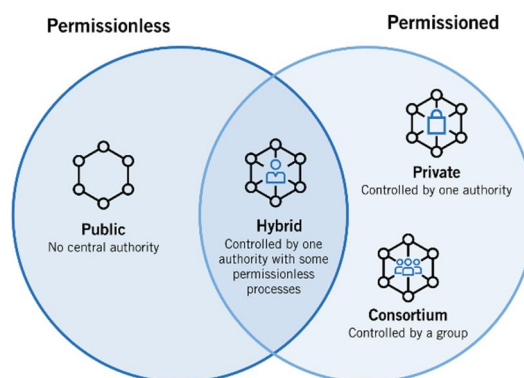 Permissionless
Permissioned
Public
No central authority
Hybrid
Controlled by one
authority with some
permissionless
processes
Private
Controlled by one authority
Consortium
Controlled by a group